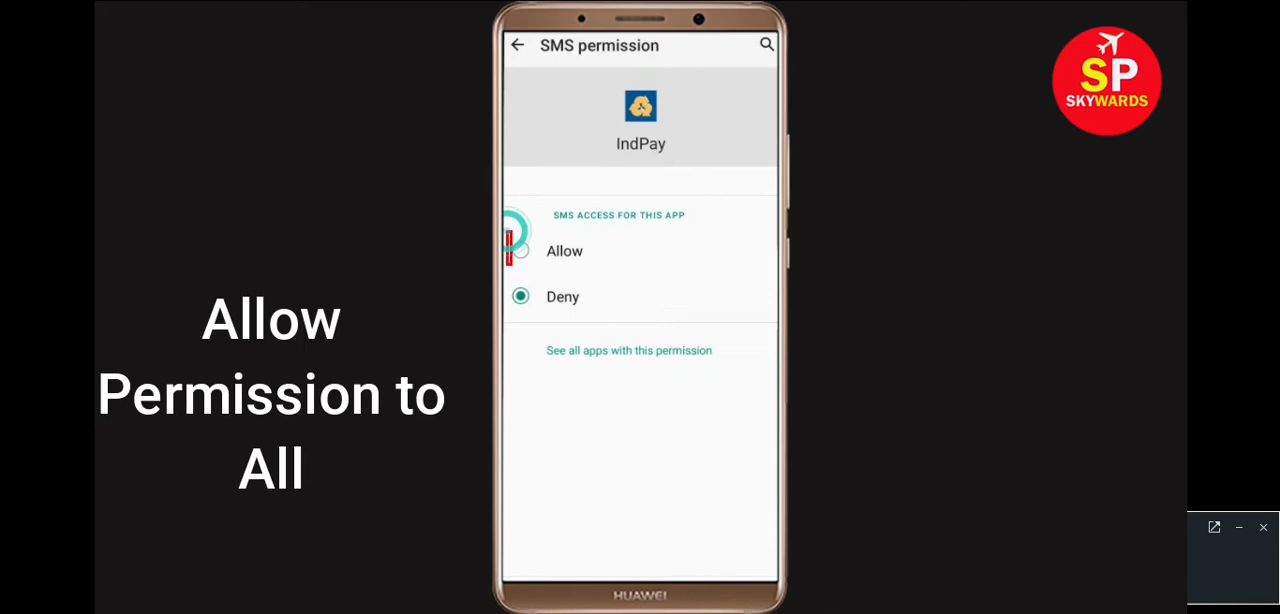 SMS permission
SP
SKYWARDS
IndPay
SMS ACCESS FOR THIS APP
Allow
Deny
See all apps with this permission
Allow
Permission to
All
HUAWEI